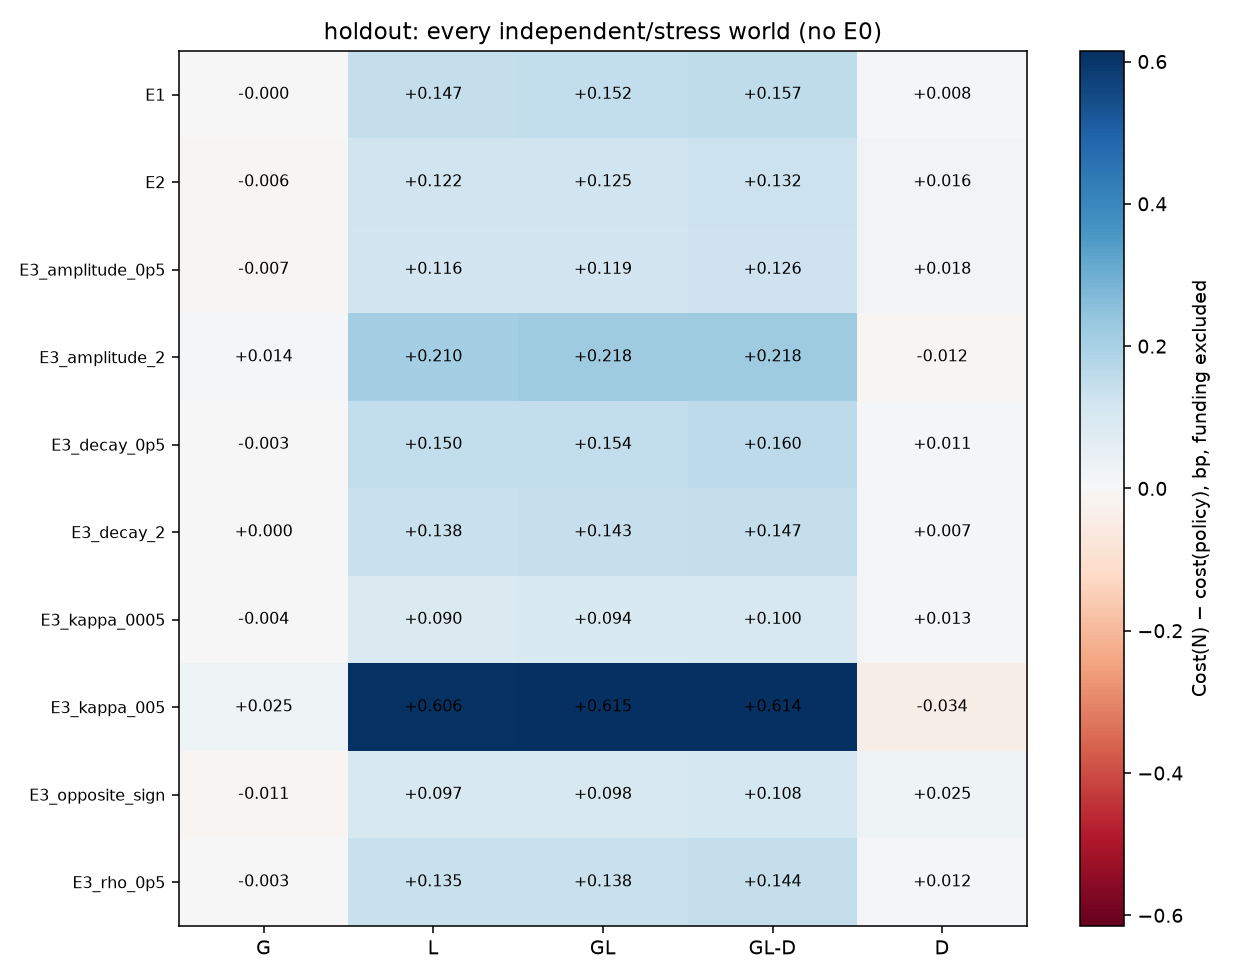 holdout: every independent/stress world (no E0)
E1 -0.000 +0.147 +0.152 +0.157 +0.008
E2 -0.006 +0.122 +0.125 +0.132 +0.016
E3_amplitude_0p5 -0.007 +0.116 +0.119 +0.126 +0.018
E3_amplitude_2 +0.014 +0.210 +0.218 +0.218 -0.012
E3_decay_0p5 -0.003 +0.150 +0.154 +0.160 +0.011
E3_decay_2 +0.000 +0.138 +0.143 +0.147 +0.007
E3_kappa_0005 -0.004 +0.090 +0.094 +0.100 +0.013
E3_kappa_005 +0.025 +0.606 +0.615 +0.614 -0.034
E3_opposite_sign -0.011 +0.097 +0.098 +0.108 +0.025
E3_rho_0p5 -0.003 +0.135 +0.138 +0.144 +0.012
G L GL GL-D D
0.6
0.4
0.2
0.0
−0.2
−0.4
−0.6
Cost(N) − cost(policy), bp, funding excluded